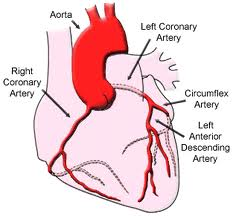 Aorta
Left Coronary
Artery
Right
Coronary
Artery
Circumflex
Artery
Left
Anterior
Descending
Artery